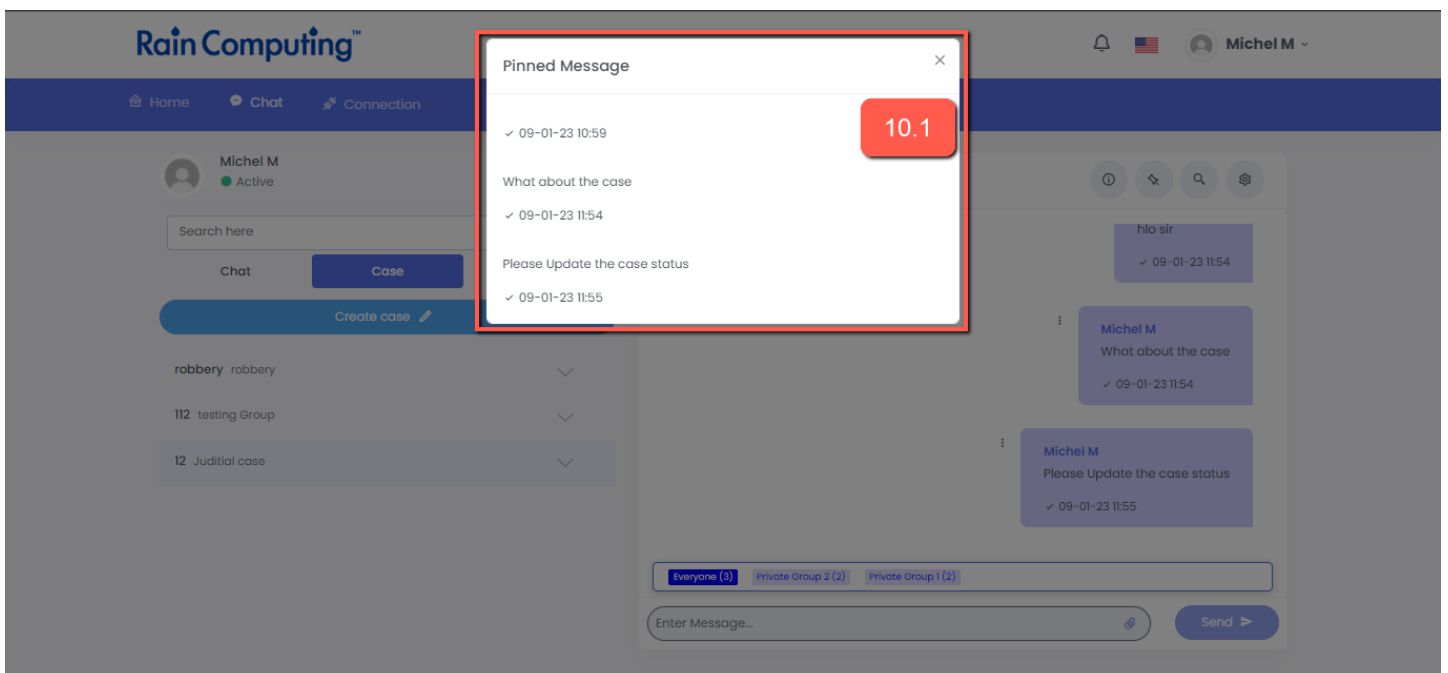 Rain Computing™
Michel M
Home
Chat
Connection
Pinned Message
09-01-23 10:59
10.1
What about the case
09-01-23 11:54
Please Update the case status
09-01-23 11:55
Michel M
Active
Search here
Chat
Case
Create case
robbery robbery
112 testing Group
12 Juditial case
hlo sir
09-01-23 11:54
Michel M
What about the case
09-01-23 11:54
Michel M
Please Update the case status
09-01-23 11:55
Everyone (3) Private Group 2 (2) Private Group 1 (2)
Enter Message...
Send